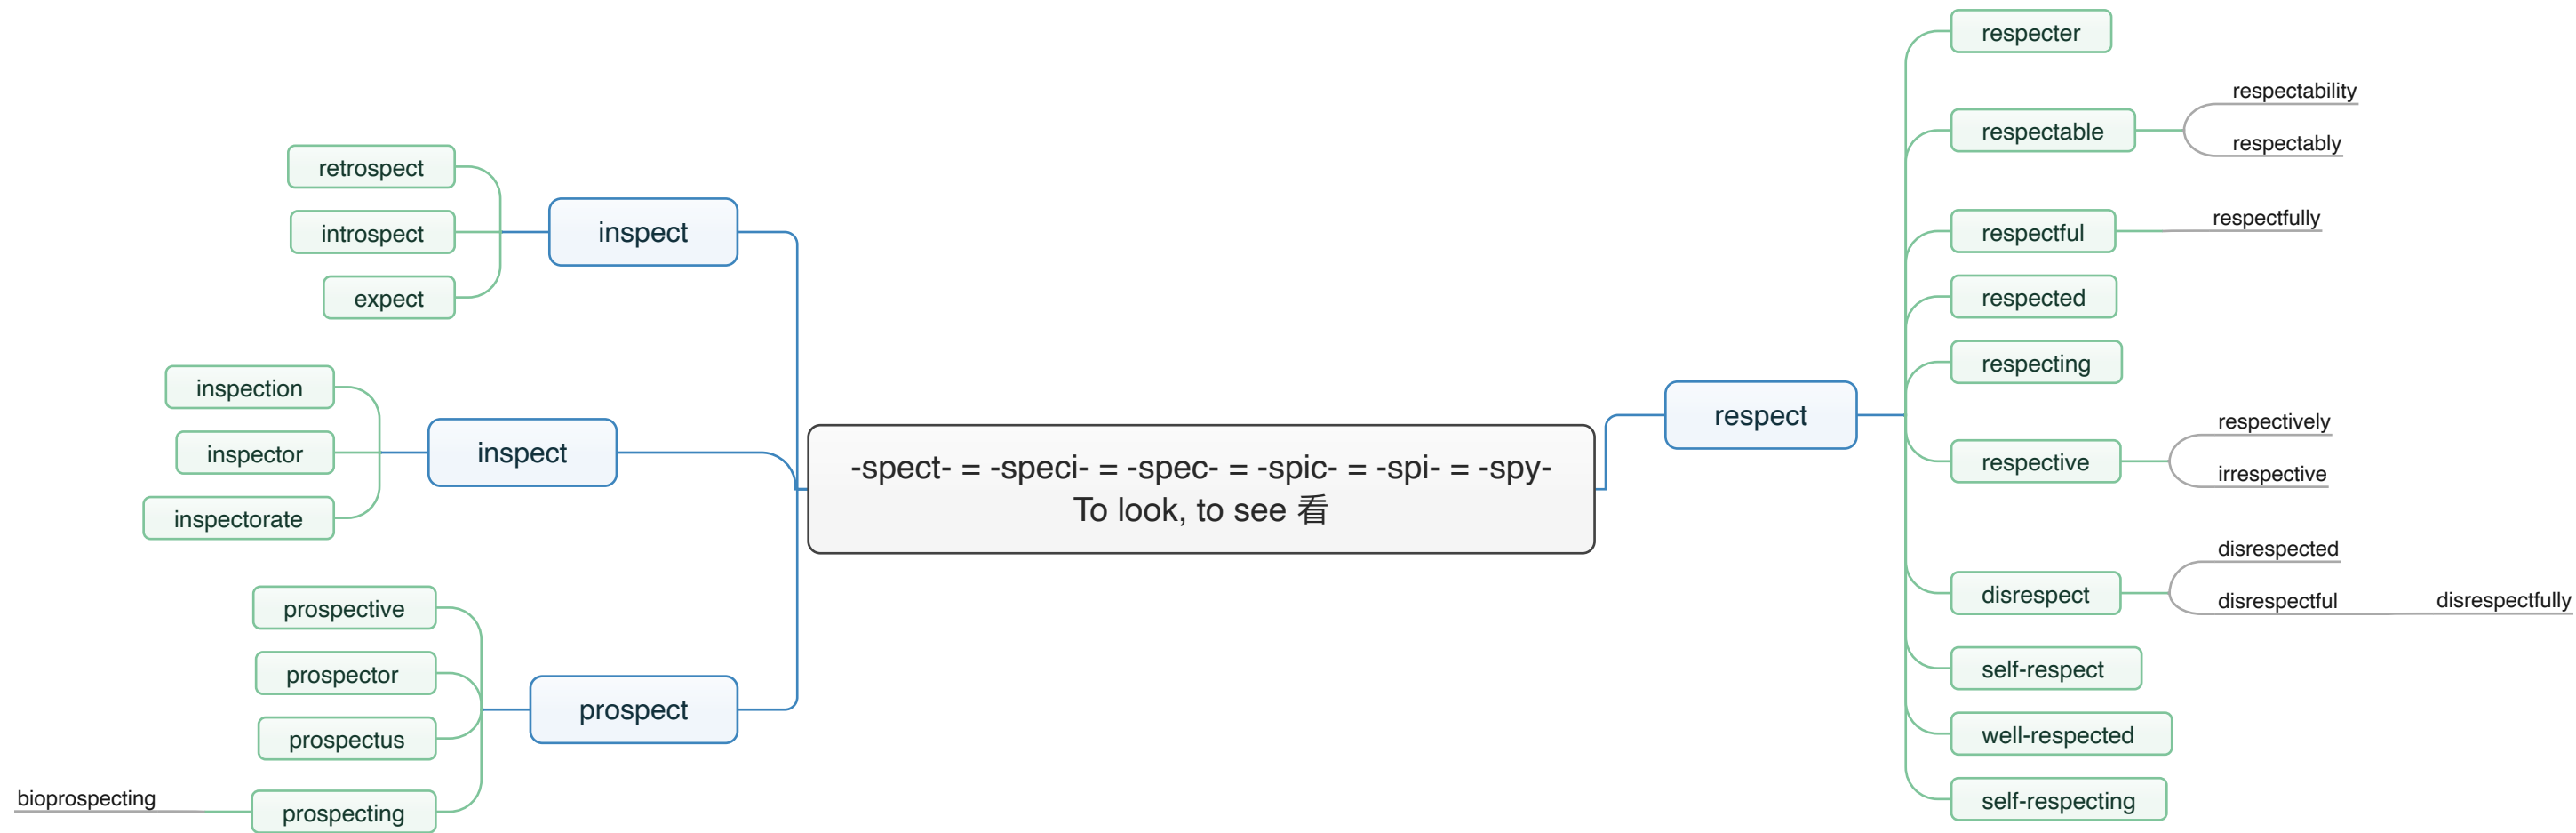 -spect- = -speci- = -spec- = -spic- = -spi- = -spy-
To look, to see 看
respect
respecter
respectable
respectability
respectably
respectful
respectfully
respected
respecting
respective
respectively
irrespective
disrespect
disrespected
disrespectful
disrespectfully
self-respect
well-respected
self-respecting
inspect
retrospect
introspect
expect
inspect
inspection
inspector
inspectorate
prospect
prospective
prospector
prospectus
prospecting
bioprospecting